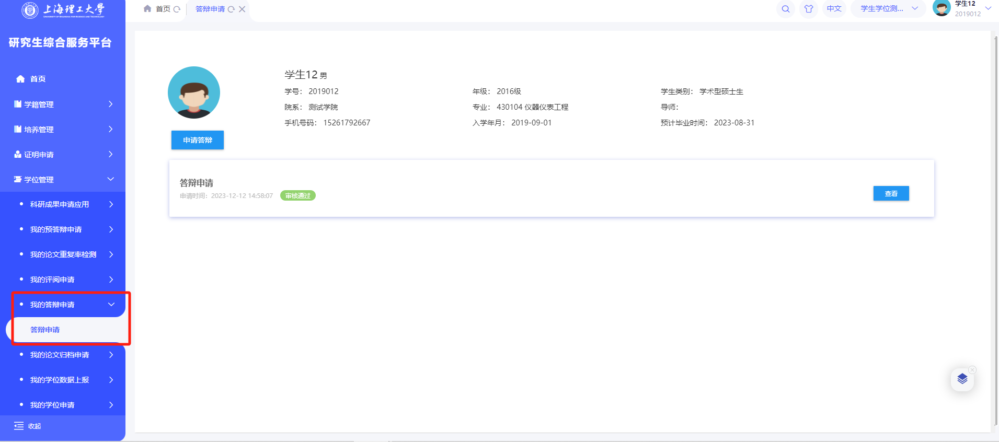 上海理工大学
UNIVERSITY OF SHANGHAI FOR SCIENCE AND TECHNOLOGY
研究生综合服务平台
首页
学籍管理
培养管理
证明申请
学位管理
科研成果申请应用
我的预答辩申请
我的论文重复率检测
我的评阅申请
我的答辩申请
答辩申请
我的论文归档申请
我的学位数据上报
我的学位申请
收起
首页 答辩申请
中文 学生学位测... 学生12
2019012
学生12 男
学号： 2019012 年级： 2016级 学生类别： 学术型硕士生
院系： 测试学院 专业： 430104 仪器仪表工程 导师：
手机号码： 15261792667 入学年月： 2019-09-01 预计毕业时间： 2023-08-31
申请答辩
答辩申请
申请时间：2023-12-12 14:58:07 审核通过
查看